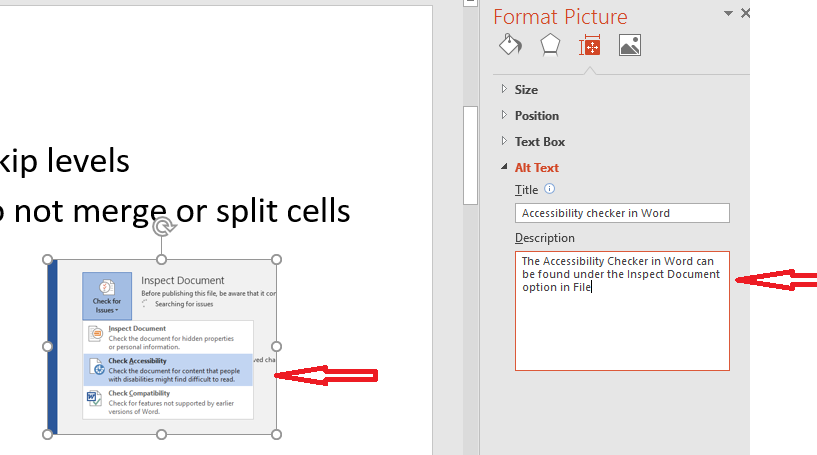 Format Picture
Size
Position
Text Box
Alt Text
Title
Accessibility checker in Word
Description
The Accessibility Checker in Word can
be found under the Inspect Document
option in File
kip levels
o not merge or split cells
Check for
Issues
Inspect Document
Before publishing this file, be aware that it cor
Searching for issues
Inspect Document
Check the document for hidden properties
or personal information.
Check Accessibility
Check the document for content that people
with disabilities might find difficult to read.
ved cha
Check Compatibility
Check for features not supported by earlier
versions of Word.